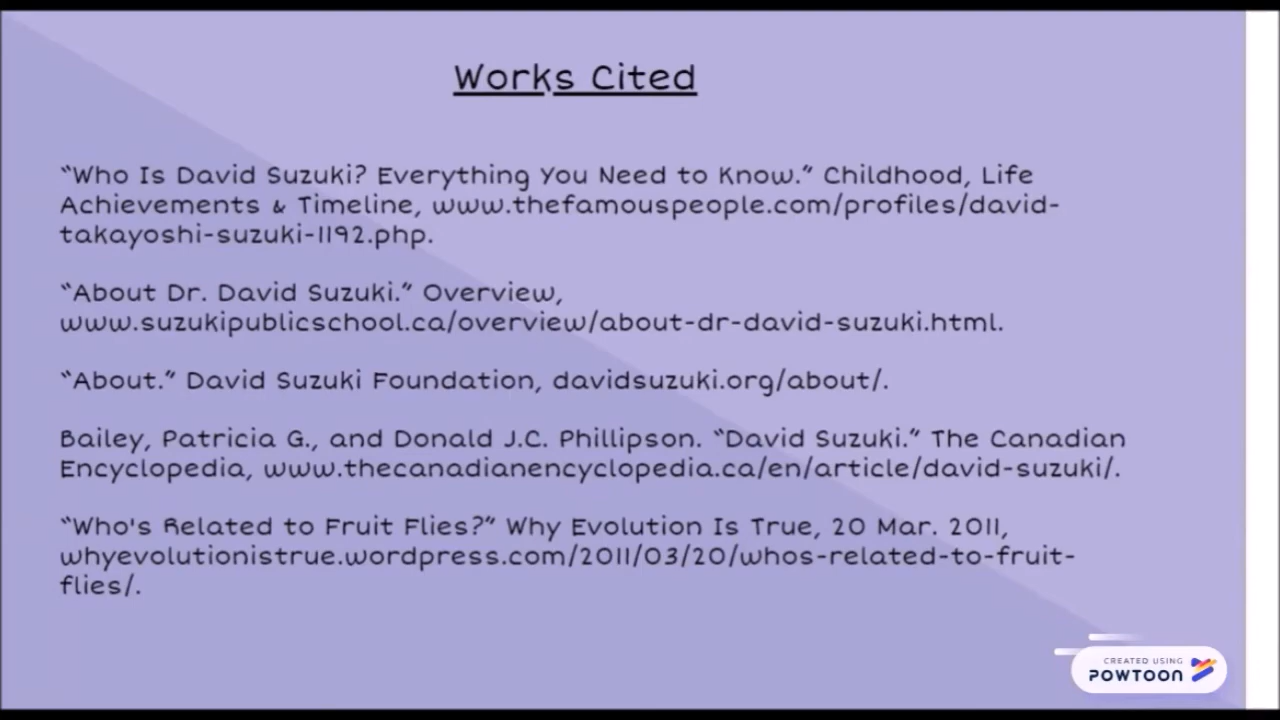 Works Cited
“Who Is David Suzuki? Everything You Need to Know.” Childhood, Life
Achievements & Timeline, www.thefamouspeople.com/profiles/david-
takayoshi-suzuki-1192.php.
“About Dr. David Suzuki.” Overview,
www.suzukipublicschool.ca/overview/about-dr-david-suzuki.html.
“About.” David Suzuki Foundation, davidsuzuki.org/about/.
Bailey, Patricia G., and Donald J.C. Phillipson. “David Suzuki.” The Canadian
Encyclopedia, www.thecanadianencyclopedia.ca/en/article/david-suzuki/.
“Who's Related to Fruit Flies?” Why Evolution Is True, 20 Mar. 2011,
whyevolutionistrue.wordpress.com/2011/03/20/whos-related-to-fruit-
flies/.
CREATED USING
POWTOON